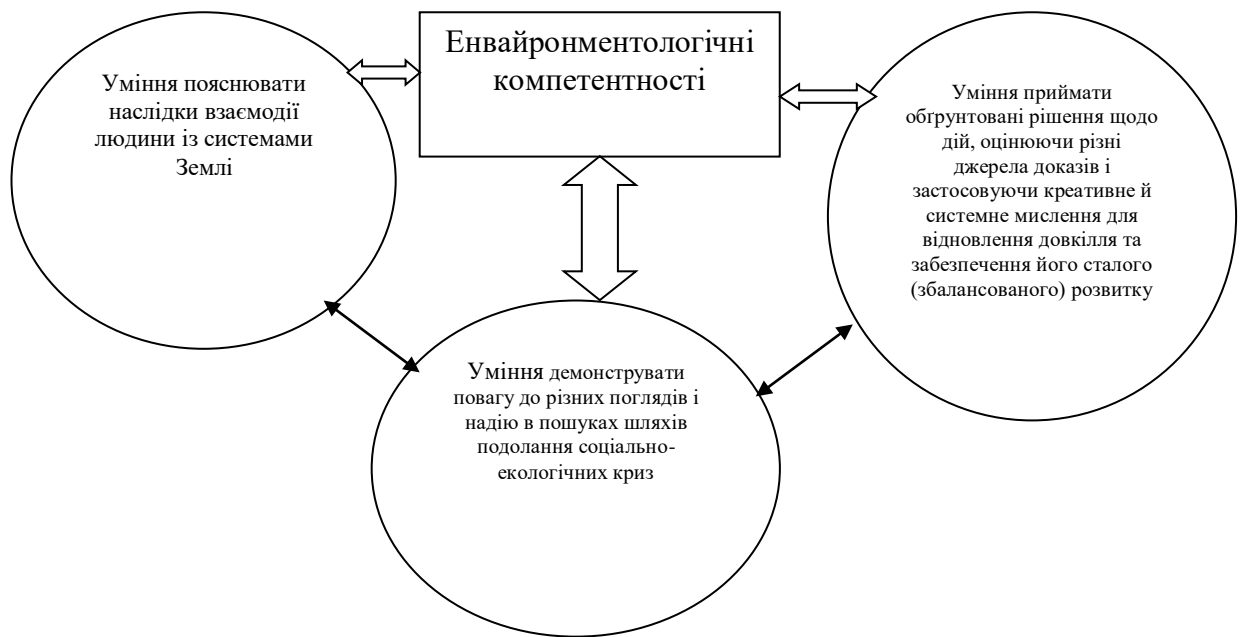 Енвайронментологічні
компетентності
Уміння пояснювати
наслідки взаємодії
людини із системами
Землі
Уміння приймати
обґрунтовані рішення щодо
дій, оцінюючи різні
джерела доказів і
застосовуючи креативне й
системне мислення для
відновлення довкілля та
забезпечення його сталого
(збалансованого) розвитку
Уміння демонструвати
повагу до різних поглядів і
надію в пошуках шляхів
подолання соціально-
екологічних криз